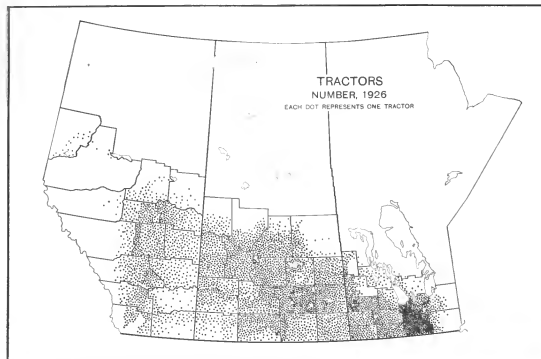 TRACTORS
NUMBER, 1926
EACH DOT REPRESENTS ONE TRACTOR